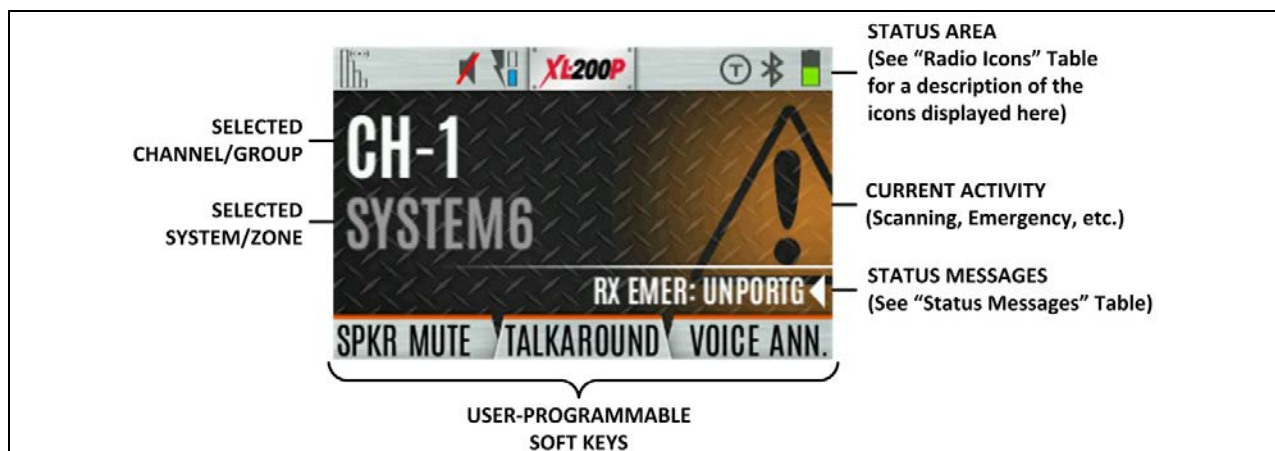 XL-200P
T
CH-1
SYSTEM6
RX EMER: UNPORTG
SPKR MUTE
TALKAROUND
VOICE ANN.
SELECTED
CHANNEL/GROUP
SELECTED
SYSTEM/ZONE
STATUS AREA
(See “Radio Icons” Table
for a description of the
icons displayed here)
CURRENT ACTIVITY
(Scanning, Emergency, etc.)
STATUS MESSAGES
(See “Status Messages” Table)
USER-PROGRAMMABLE
SOFT KEYS